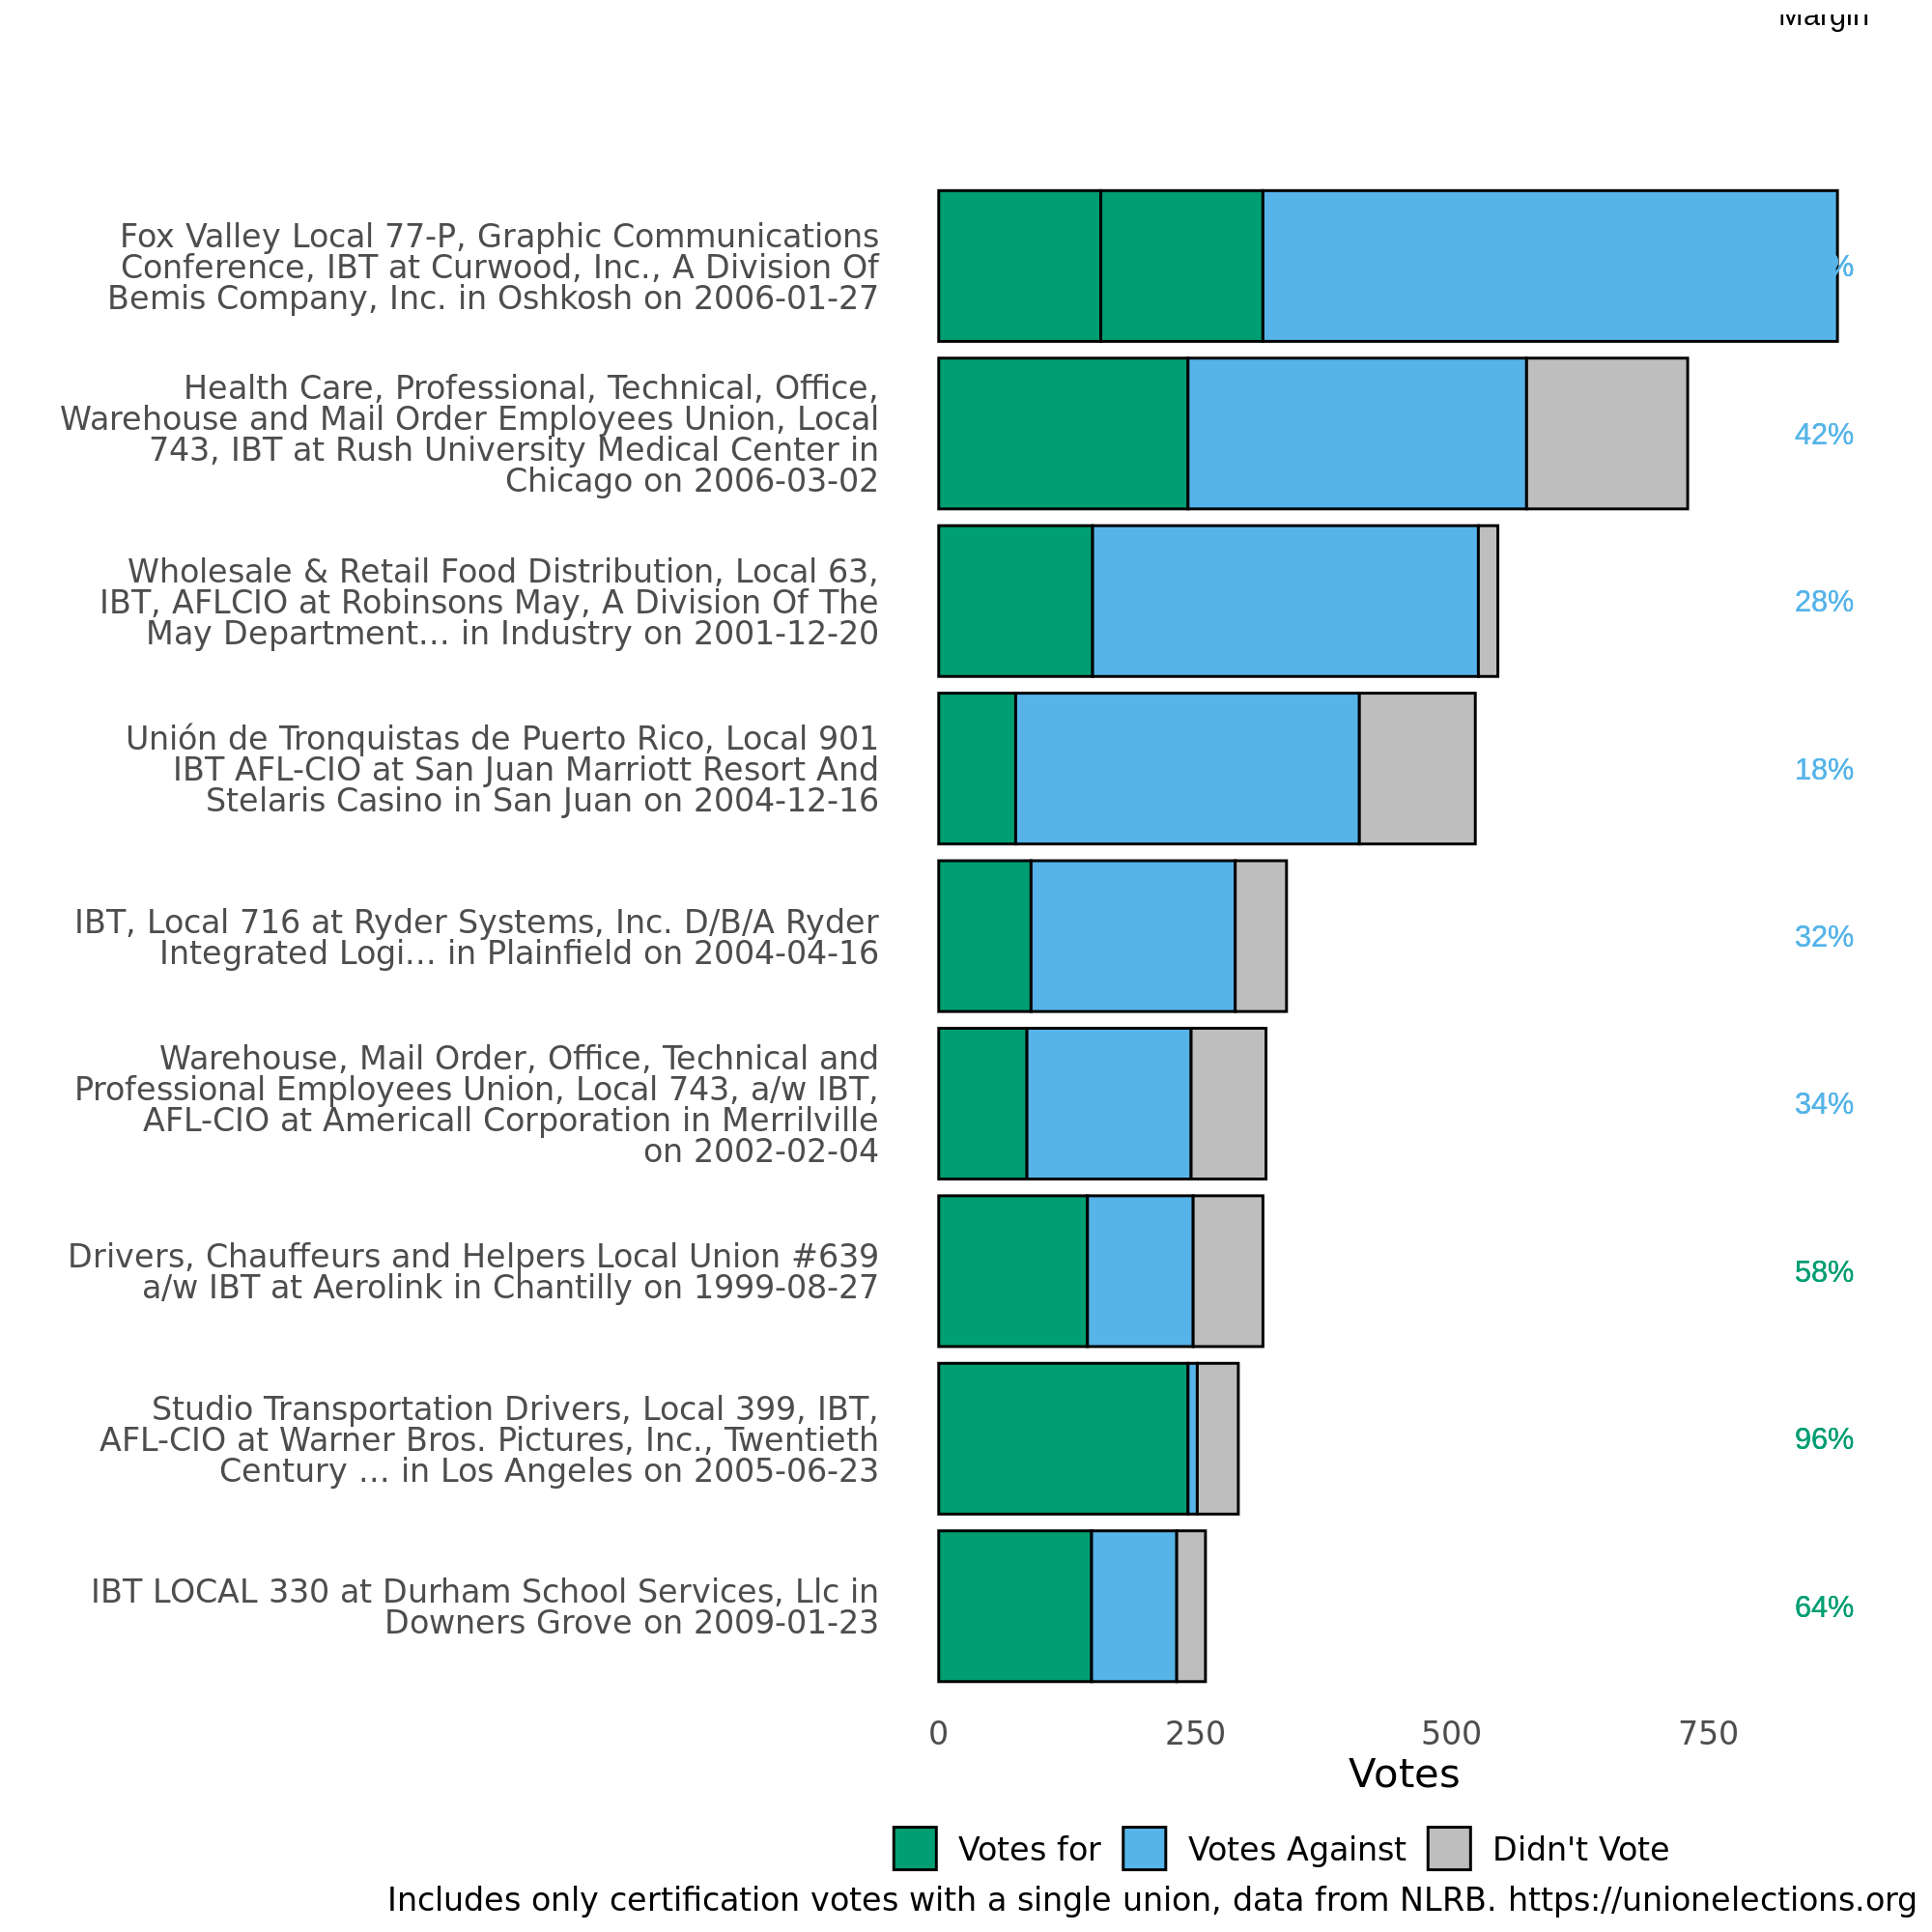 Margin
Fox Valley Local 77-P, Graphic Communications
Conference, IBT at Curwood, Inc., A Division Of
Bemis Company, Inc. in Oshkosh on 2006-01-27
%
Health Care, Professional, Technical, Office,
Warehouse and Mail Order Employees Union, Local
743, IBT at Rush University Medical Center in
Chicago on 2006-03-02
42%
Wholesale & Retail Food Distribution, Local 63,
IBT, AFLCIO at Robinsons May, A Division Of The
May Department... in Industry on 2001-12-20
28%
Unión de Tronquistas de Puerto Rico, Local 901
IBT AFL-CIO at San Juan Marriott Resort And
Stelaris Casino in San Juan on 2004-12-16
18%
IBT, Local 716 at Ryder Systems, Inc. D/B/A Ryder
Integrated Logi... in Plainfield on 2004-04-16
32%
Warehouse, Mail Order, Office, Technical and
Professional Employees Union, Local 743, a/w IBT,
AFL-CIO at Americall Corporation in Merrilville
on 2002-02-04
34%
Drivers, Chauffeurs and Helpers Local Union #639
a/w IBT at Aerolink in Chantilly on 1999-08-27
58%
Studio Transportation Drivers, Local 399, IBT,
AFL-CIO at Warner Bros. Pictures, Inc., Twentieth
Century ... in Los Angeles on 2005-06-23
96%
IBT LOCAL 330 at Durham School Services, Llc in
Downers Grove on 2009-01-23
64%
0 250 500 750
Votes
Votes for Votes Against Didn't Vote
Includes only certification votes with a single union, data from NLRB. https://unionelections.org